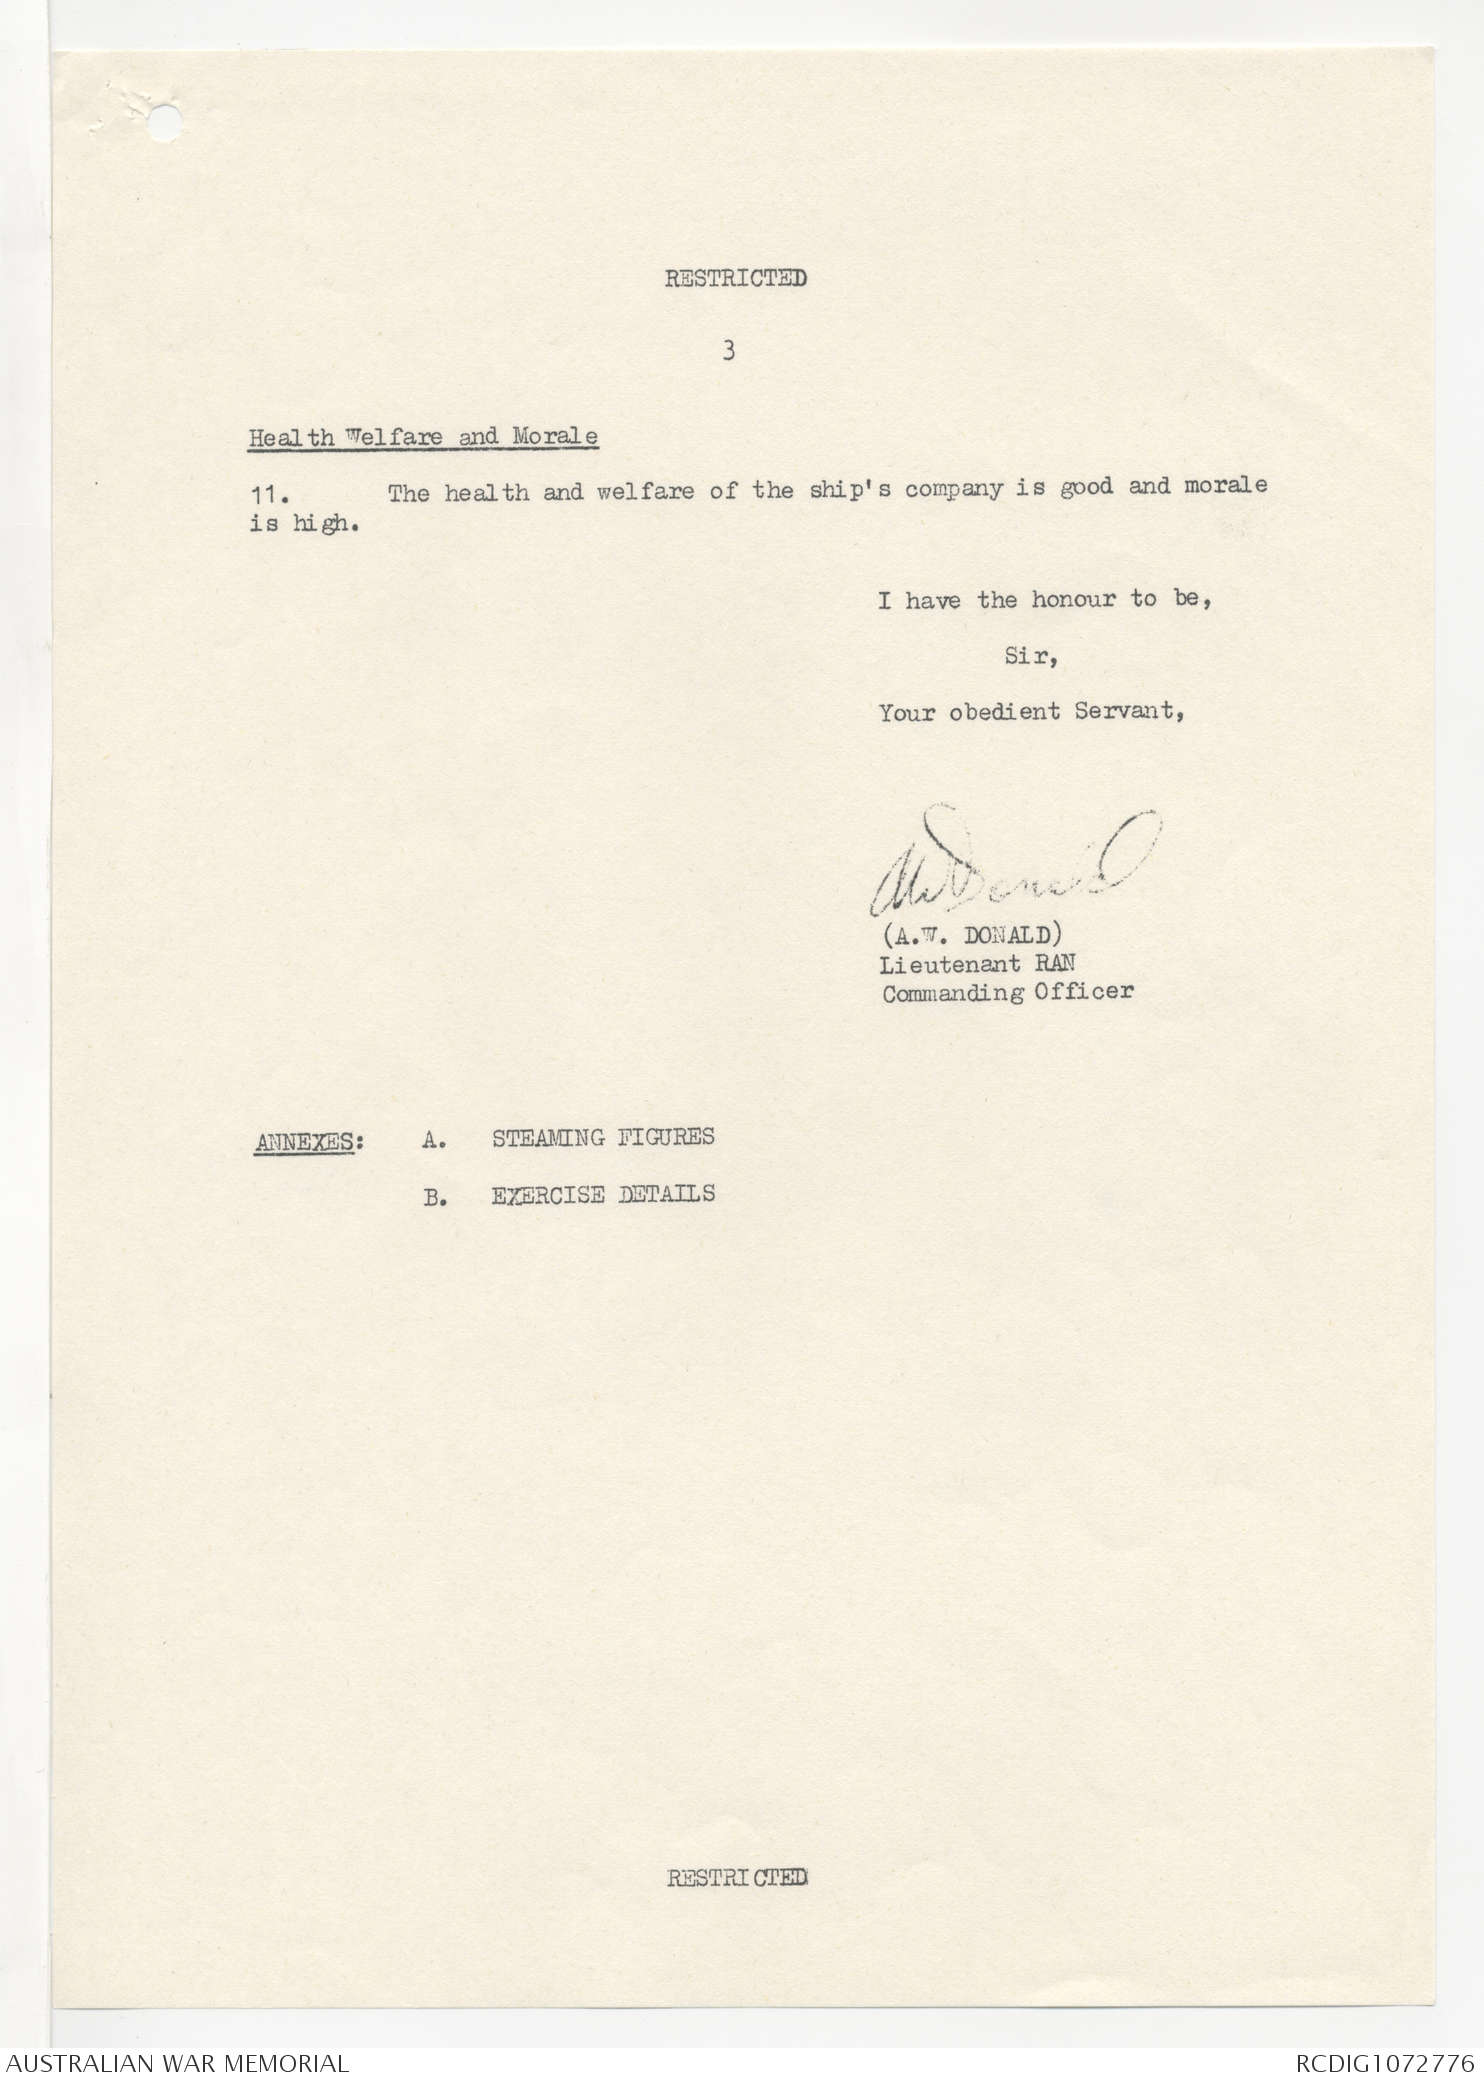 RESTRICTED
3
Health Welfare and Morale
11. The health and welfare of the ship's company is good and morale
is high.
I have the honour to be,
Sir,
Your obedient Servant,
AWDonald
(A.W. DONALD)
Lieutenant RAN
Commanding Officer
ANNEXES: A. STEAMING FIGURES
B. EXERCISE DETAILS
RESTRICTED
AUSTRALIAN WAR MEMORIAL
RCDIG1072776